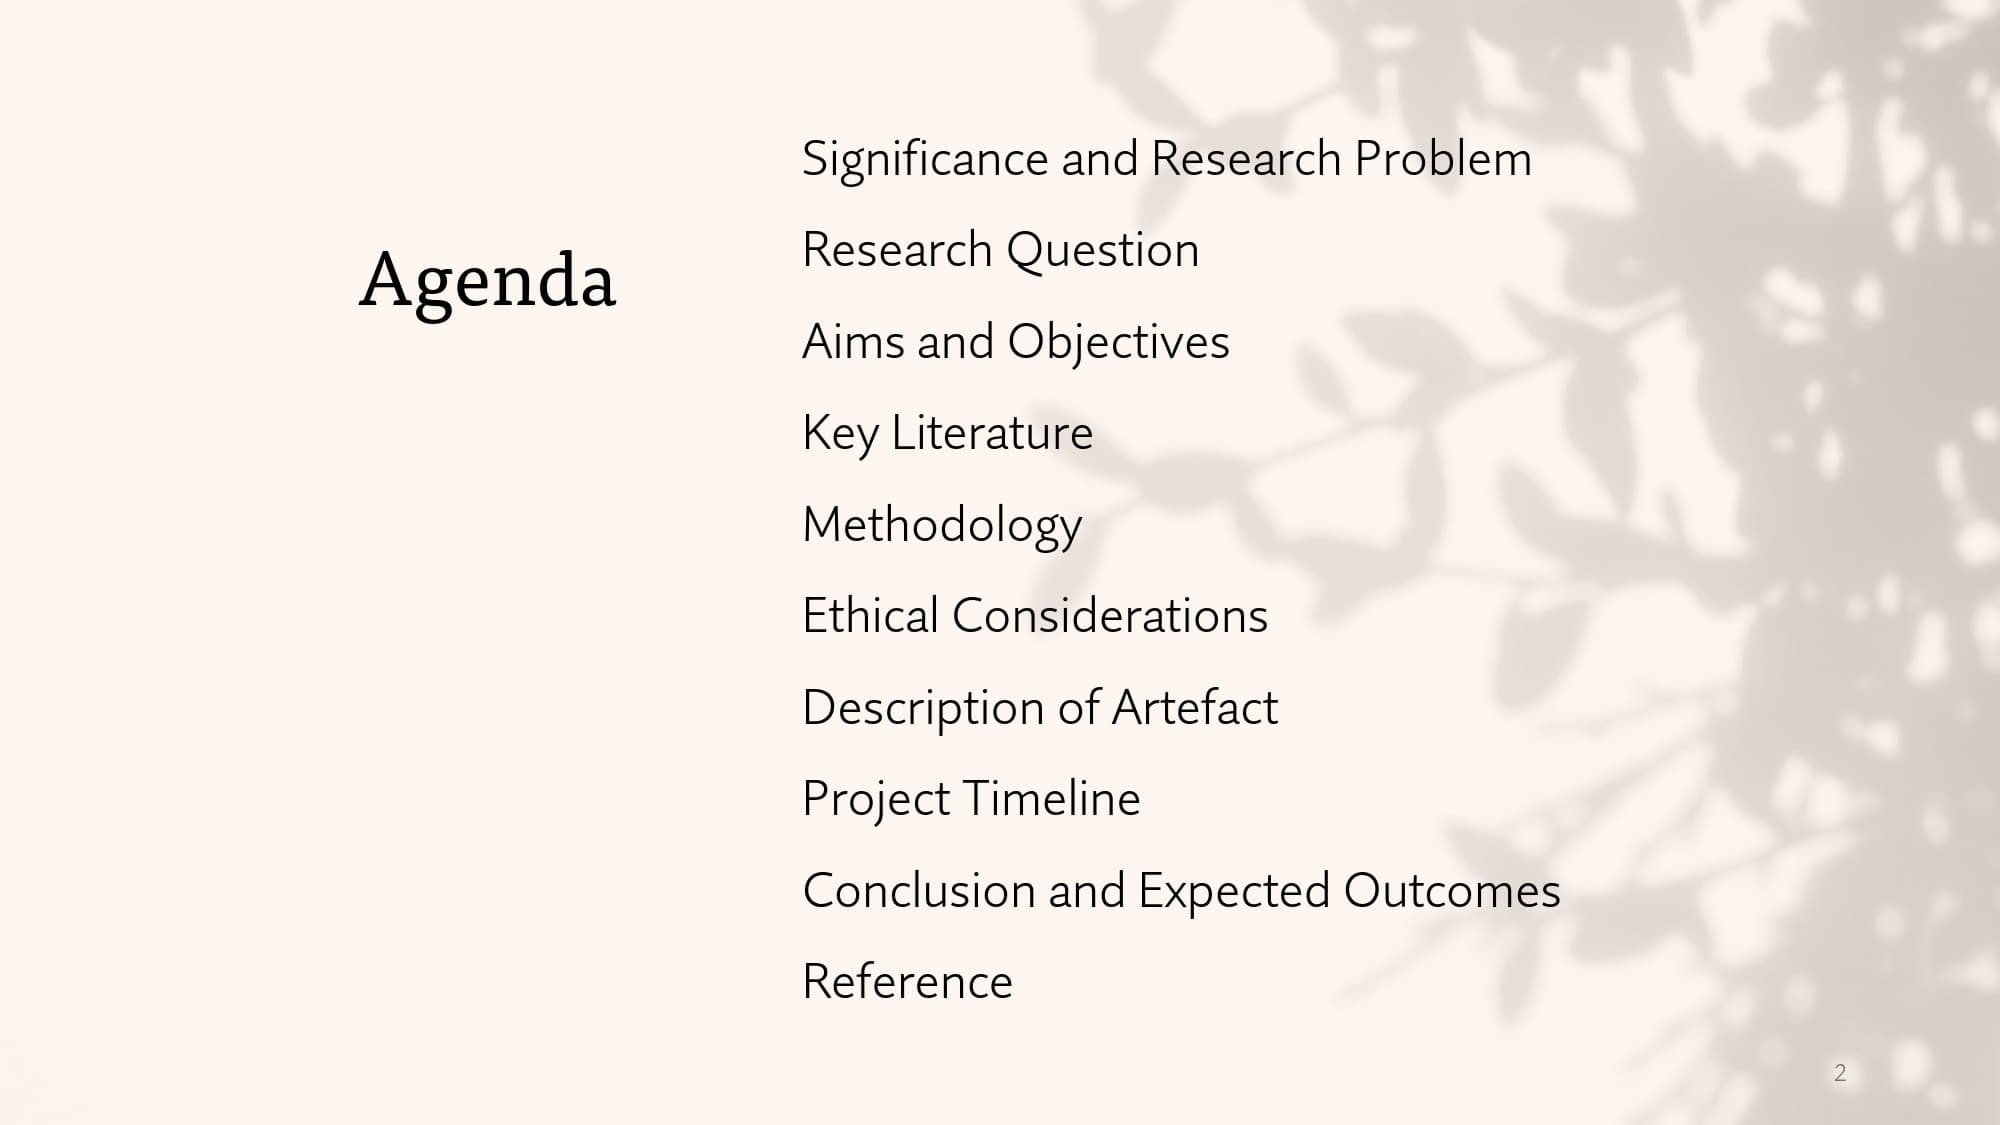 Agenda
Significance and Research Problem
Research Question
Aims and Objectives
Key Literature
Methodology
Ethical Considerations
Description of Artefact
Project Timeline
Conclusion and Expected Outcomes
Reference
2